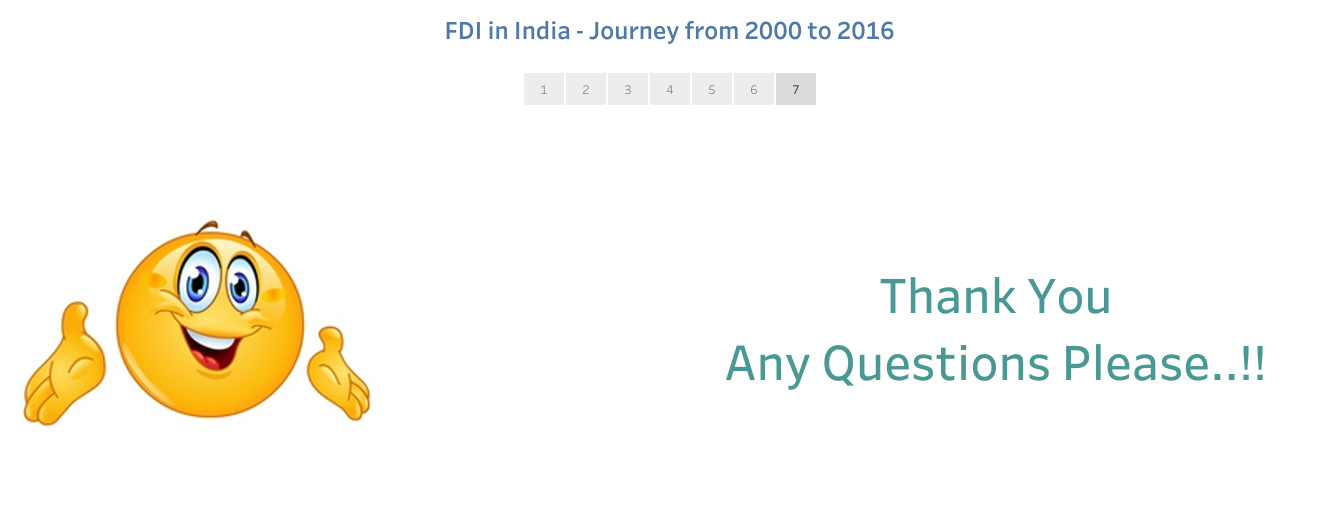 FDI in India - Journey from 2000 to 2016
1 2 3 4 5 6 7
Thank You
Any Questions Please..!!